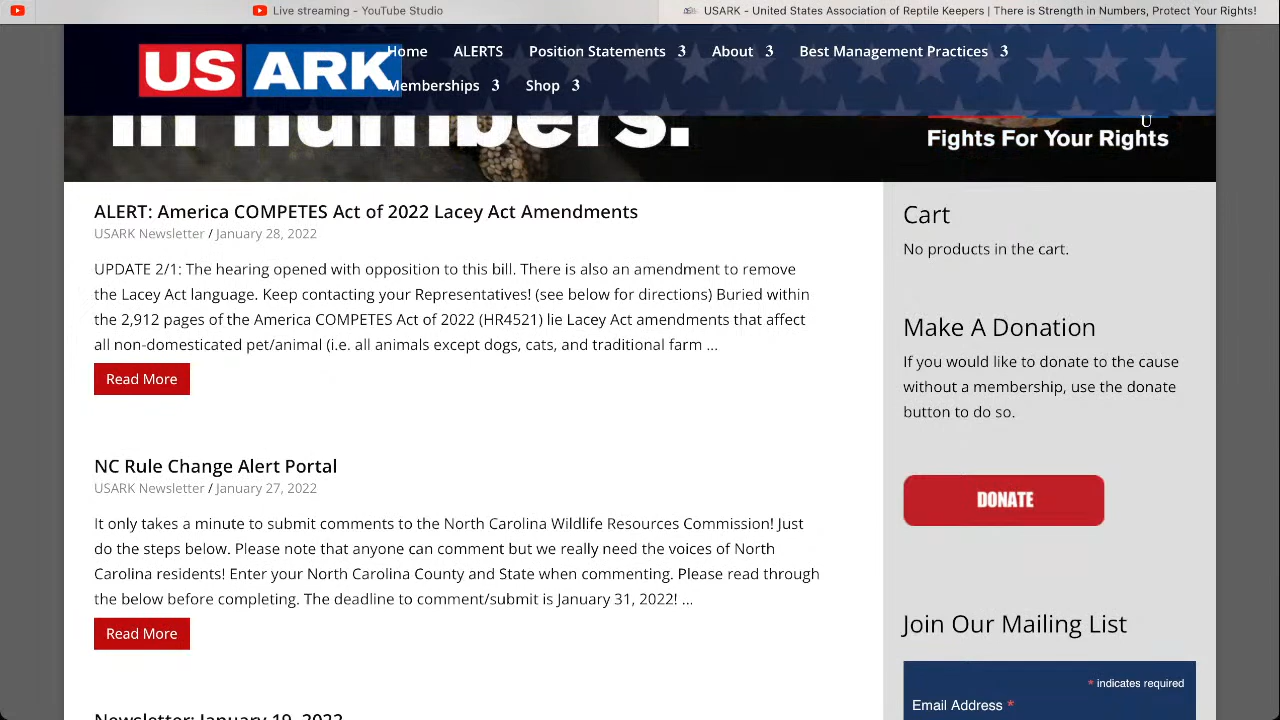 Live streaming - YouTube Studio
USARK - United States Association of Reptile Keepers | There is Strength in Numbers, Protect Your Rights!
US ARK
Home ALERTS Position Statements 3 About 3 Best Management Practices 3
Memberships 3 Shop 3
U
in numbers.
Fights For Your Rights
ALERT: America COMPETES Act of 2022 Lacey Act Amendments
USARK Newsletter / January 28, 2022
UPDATE 2/1: The hearing opened with opposition to this bill. There is also an amendment to remove
the Lacey Act language. Keep contacting your Representatives! (see below for directions) Buried within
the 2,912 pages of the America COMPETES Act of 2022 (HR4521) lie Lacey Act amendments that affect
all non-domesticated pet/animal (i.e. all animals except dogs, cats, and traditional farm ...
Read More
NC Rule Change Alert Portal
USARK Newsletter / January 27, 2022
It only takes a minute to submit comments to the North Carolina Wildlife Resources Commission! Just
do the steps below. Please note that anyone can comment but we really need the voices of North
Carolina residents! Enter your North Carolina County and State when commenting. Please read through
the below before completing. The deadline to comment/submit is January 31, 2022! ...
Read More
Newsletter: January 19, 2022
Cart
No products in the cart.
Make A Donation
If you would like to donate to the cause
without a membership, use the donate
button to do so.
DONATE
Join Our Mailing List
* indicates required
Email Address *